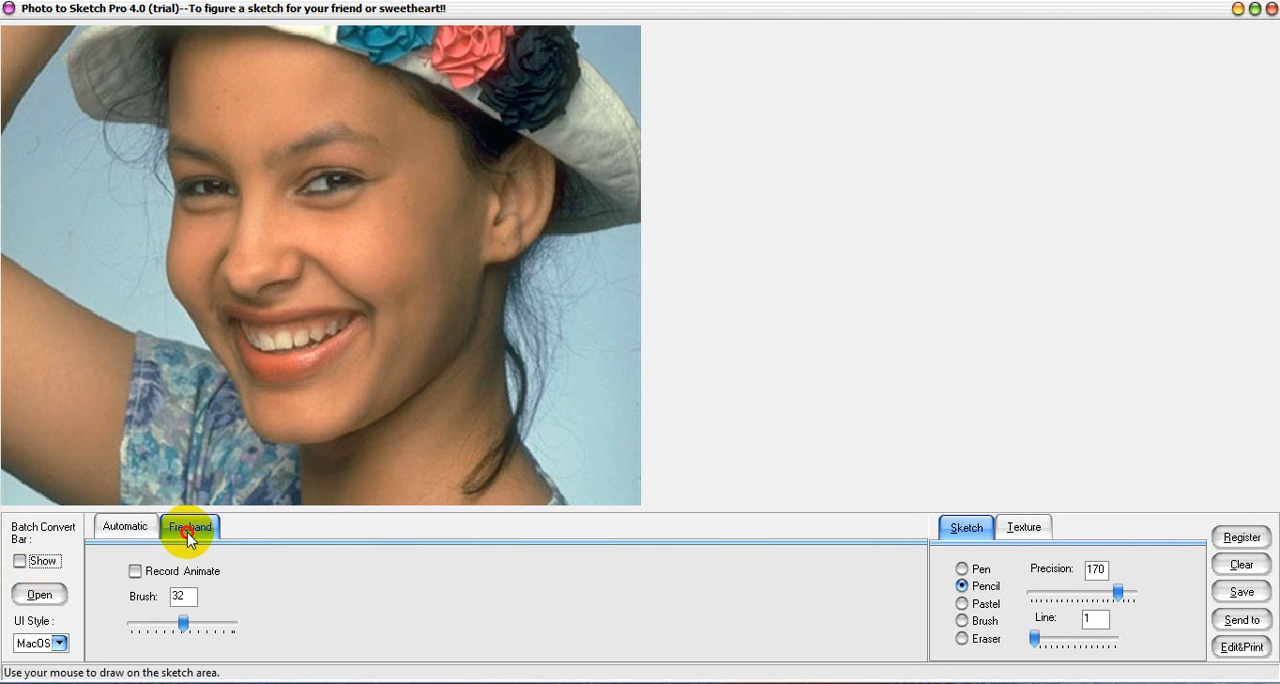 Photo to Sketch Pro 4.0 (trial)--To figure a sketch for your friend or sweetheart!!
Batch Convert
Bar :
Show
Open
UI Style :
MacOS
Automatic
Freehand
Record Animate
Brush: 32
Sketch
Texture
Pen
Pencil
Pastel
Brush
Eraser
Precision: 170
Line: 1
Register
Clear
Save
Send to
Edit&Print
Use your mouse to draw on the sketch area.